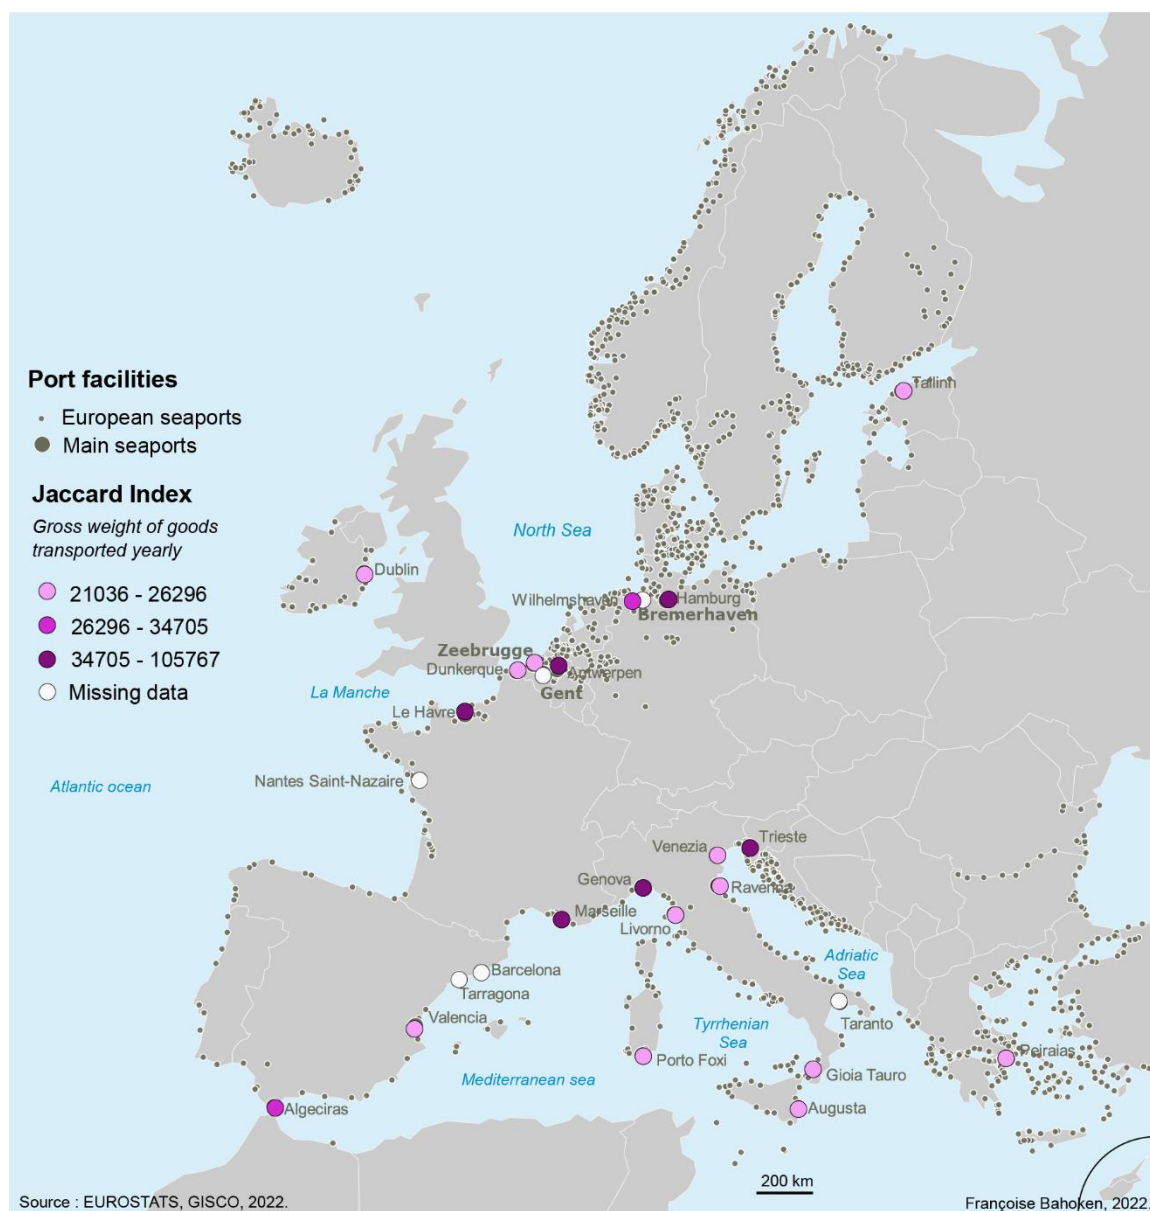 Port facilities
European seaports
Main seaports
Jaccard Index
Gross weight of goods
transported yearly
21036 - 26296
26296 - 34705
34705 - 105767
Missing data
Tallinn
North Sea
Dublin
Wilhelmshaven
Hamburg
Bremerhaven
Zeebrugge
Dunkerque
Antwerpen
Gent
La Manche
Le Havre
Atlantic ocean
Nantes Saint-Nazaire
Venezia
Trieste
Genova
Ravenna
Marseille
Livorno
Adriatic
Sea
Barcelona
Tarragona
Valencia
Taranto
Tyrrhenian
Sea
Peiraias
Porto Foxi
Gioia Tauro
Mediterranean sea
Algeciras
Augusta
200 km
Source : EUROSTATS, GISCO, 2022.
Françoise Bahoken, 2022.